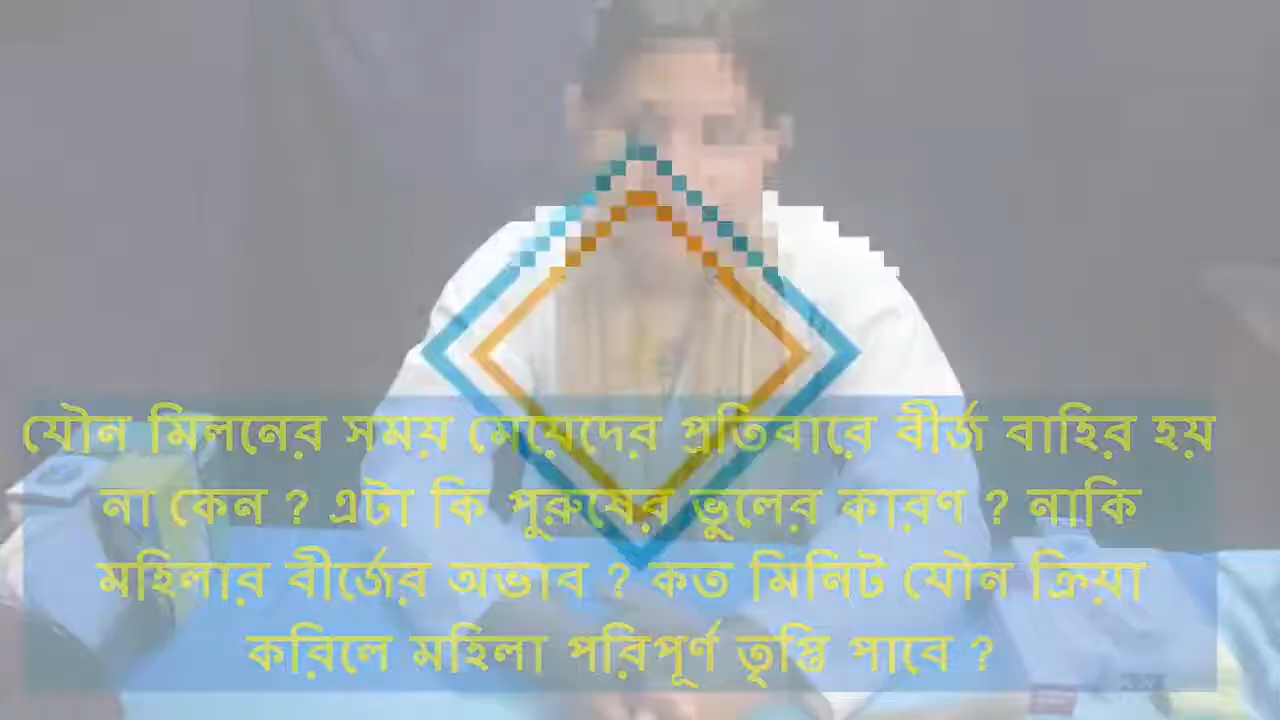 যৌন মিলনের সময় মেয়েদের প্রতিবারে বীর্জ বাহির হয়
না কেন ? এটা কি পুরুষের ভুলের কারণ ? নাকি
মহিলার বীর্জের অভাব ? কত মিনিট যৌন ক্রিয়া
করিলে মহিলা পরিপূর্ণ তৃপ্তি পাবে ?